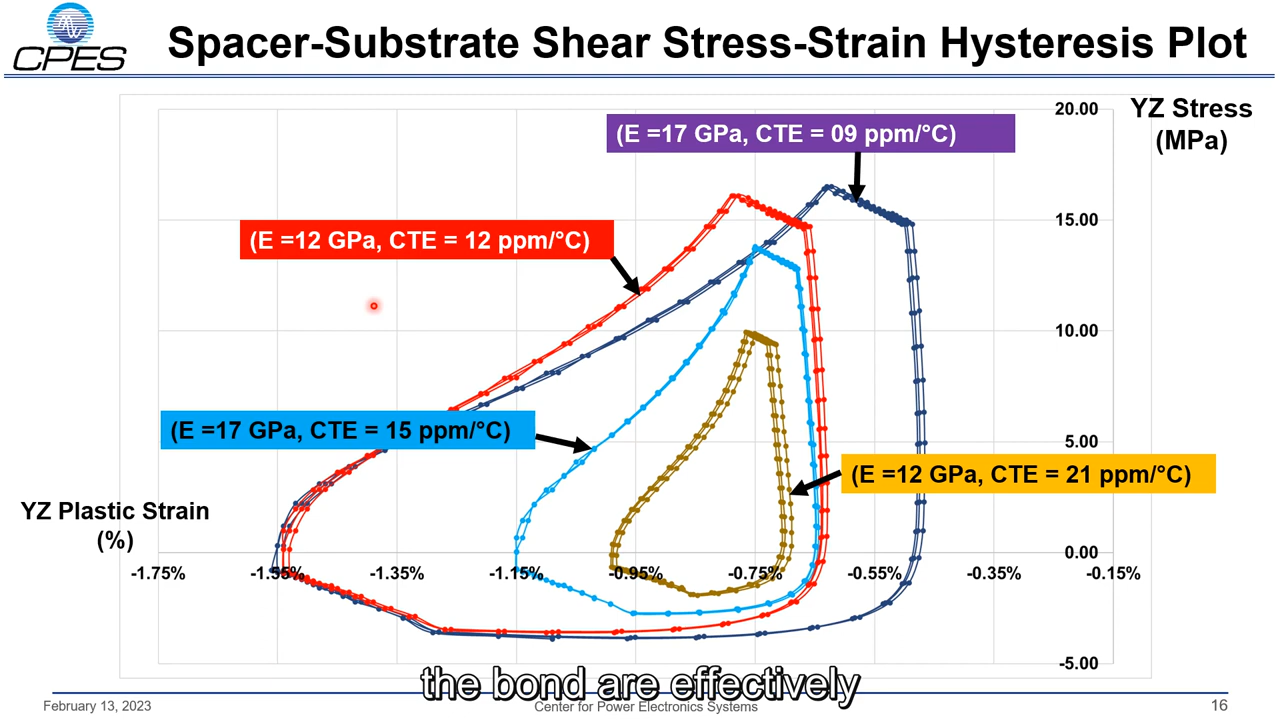 CPES
Spacer-Substrate Shear Stress-Strain Hysteresis Plot
20.00
YZ Stress
(MPa)
(E =17 GPa, CTE = 09 ppm/°C)
15.00
(E =12 GPa, CTE = 12 ppm/°C)
10.00
(E =17 GPa, CTE = 15 ppm/°C)
5.00
(E =12 GPa, CTE = 21 ppm/°C)
YZ Plastic Strain
(%)
0.00
-1.75% -1.55% -1.35% -1.15% -0.95% -0.75% -0.55% -0.35% -0.15%
-5.00
the bond are effectively
February 13, 2023 Center for Power Electronics Systems 16